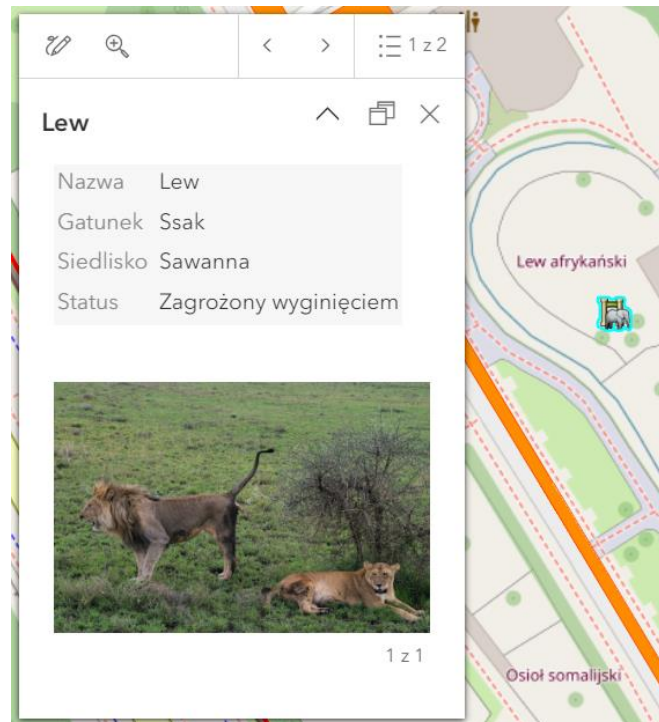 1 z 2
Lew
Nazwa Lew
Gatunek Ssak
Siedlisko Sawanna
Status Zagrożony wyginięciem
1 z 1
Lew afrykański
Osioł somalijski